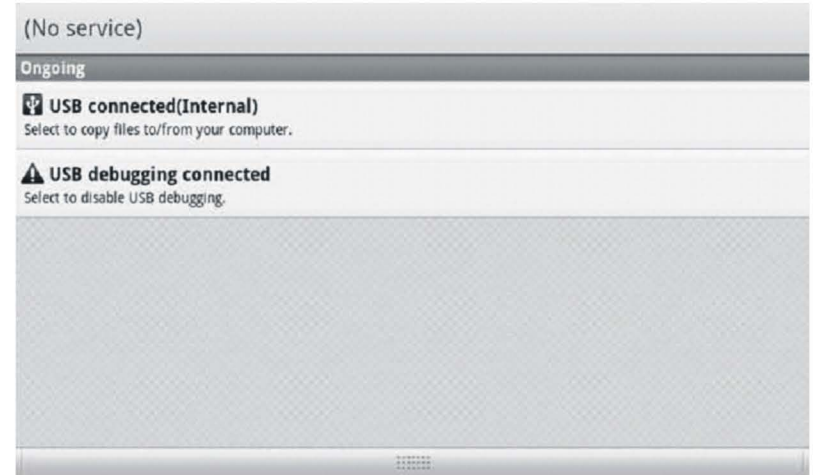 (No service)
Ongoing
USB connected(Internal)
Select to copy files to/from your computer.
USB debugging connected
Select to disable USB debugging.